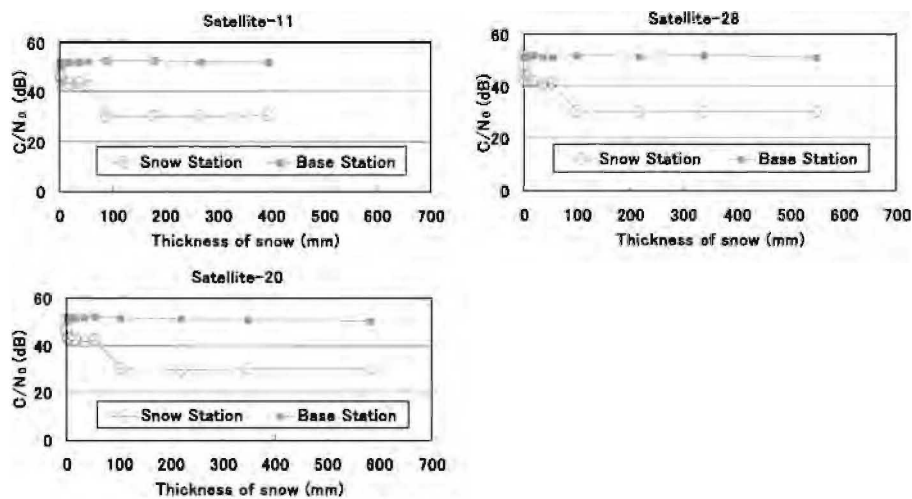 Satellite-11
60
40
20
0
C/N₀ (dB)
Snow Station Base Station
0 100 200 300 400 500 600 700
Thickness of snow (mm)
Satellite-28
60
40
20
0
C/N₀ (dB)
Snow Station Base Station
0 100 200 300 400 500 600 700
Thickness of snow (mm)
Satellite-20
60
40
20
0
C/N₀ (dB)
Snow Station Base Station
0 100 200 300 400 500 600 700
Thickness of snow (mm)